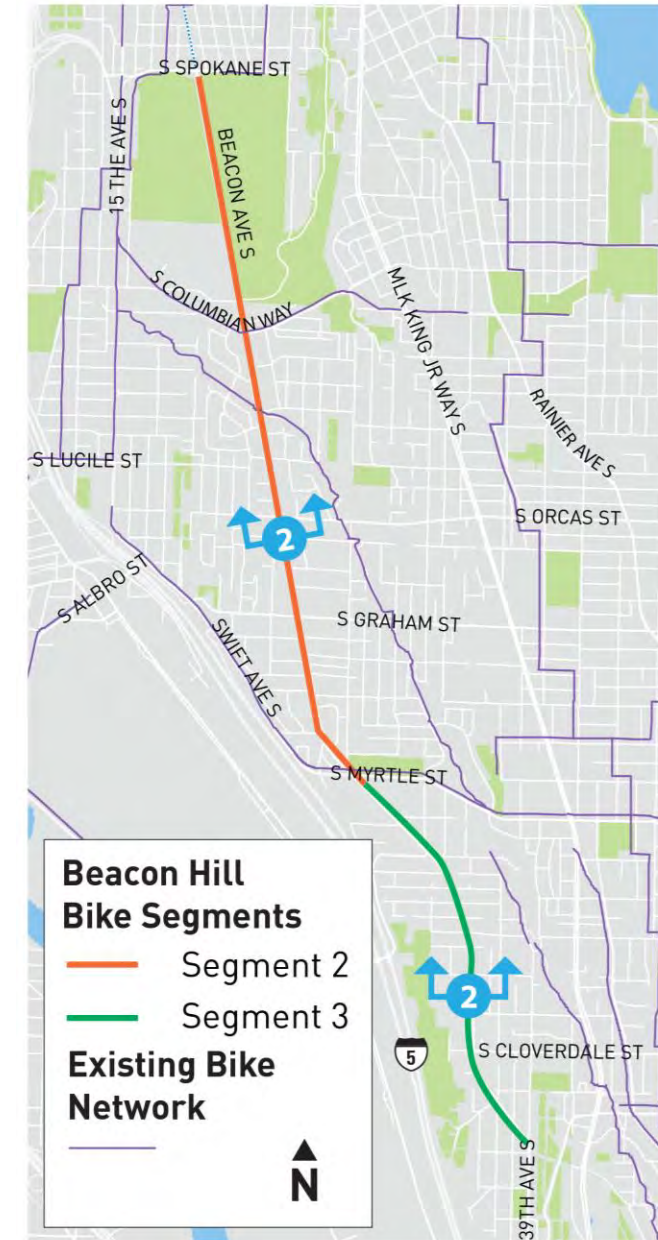 S SPOKANE ST
15 THE AVE S
BEACON AVE S
S COLUMBIAN WAY
MLK KING JR WAY S
RAINIER AVE S
S LUCILE ST
S ORCAS ST
2
S ALBRO ST
S GRAHAM ST
SWIFT AVE S
S MYRTLE ST
2
5
S CLOVERDALE ST
39TH AVE S
Beacon Hill
Bike Segments
Segment 2
Segment 3
Existing Bike
Network
N